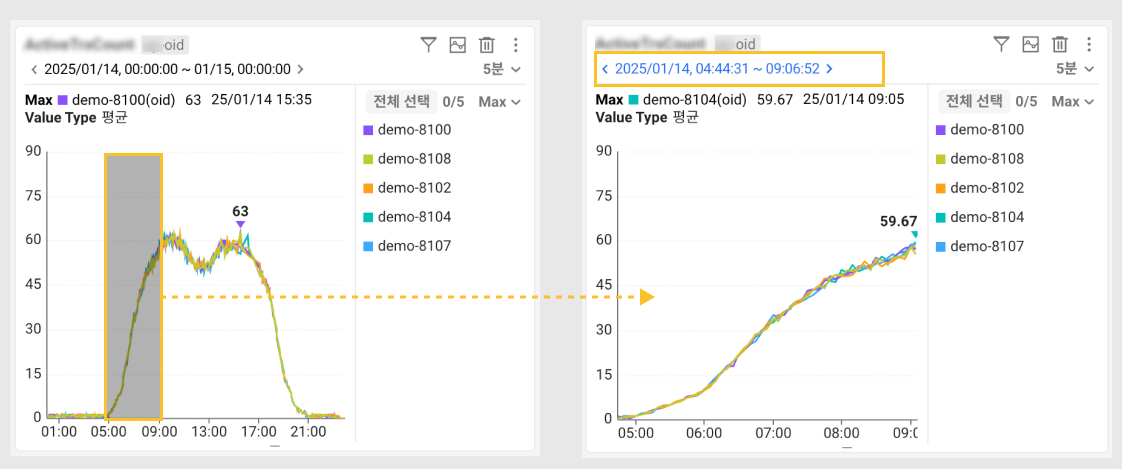 oid
2025/01/14, 00:00:00 ~ 01/15, 00:00:00
5분
Max demo-8100(oid) 63 25/01/14 15:35
Value Type 평균
전체 선택 0/5 Max
demo-8100
demo-8108
demo-8102
demo-8104
demo-8107
90
75
60
45
30
15
0
63
01:00 05:00 09:00 13:00 17:00 21:00
oid
2025/01/14, 04:44:31 ~ 09:06:52
5분
Max demo-8104(oid) 59.67 25/01/14 09:05
Value Type 평균
전체 선택 0/5 Max
demo-8100
demo-8108
demo-8102
demo-8104
demo-8107
90
75
60
45
30
15
0
59.67
05:00 06:00 07:00 08:00 09:0